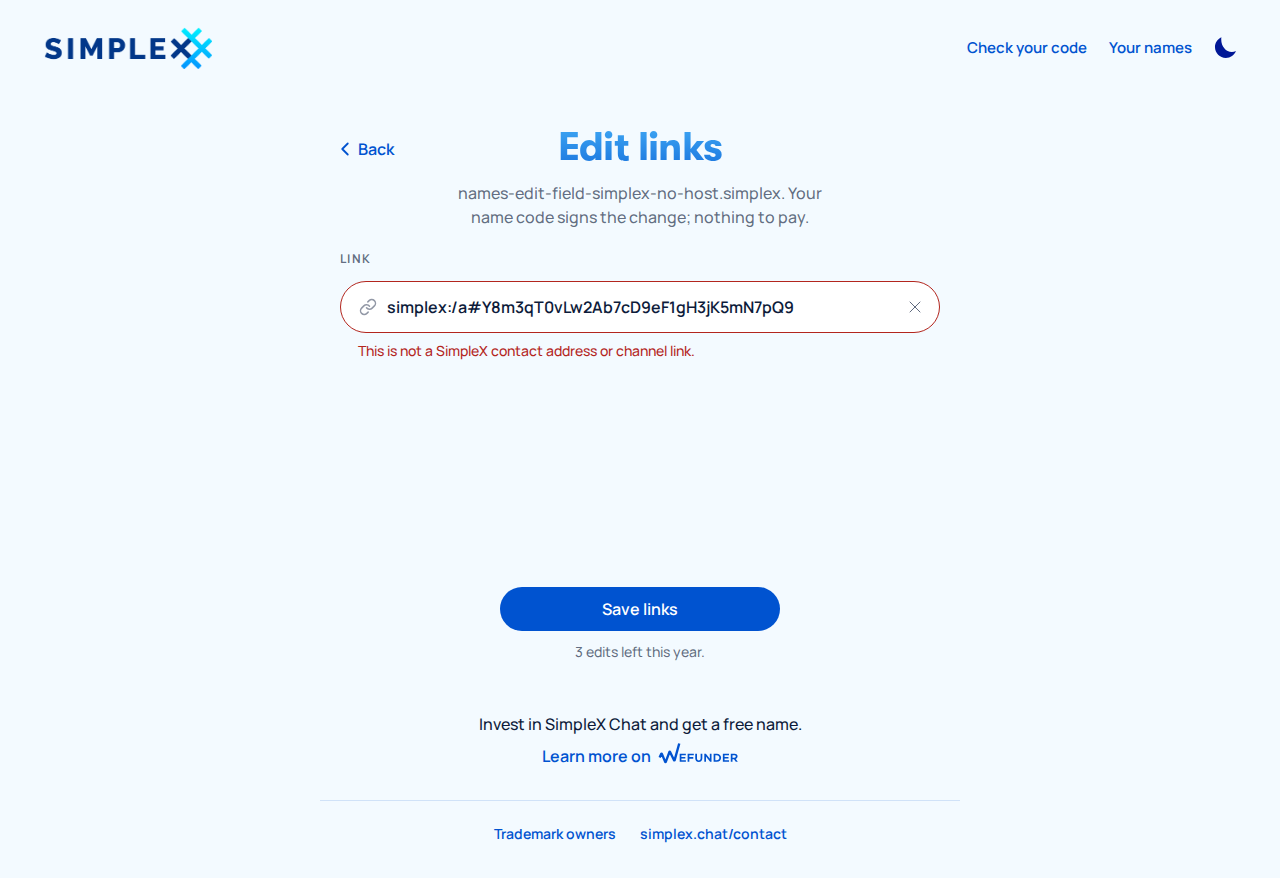 SIMPLEX
Check your code
Your names
Back
Edit links
names-edit-field-simplex-no-host.simplex. Your
name code signs the change; nothing to pay.
LINK
simplex:/a#Y8m3qT0vLw2Ab7cD9eF1gH3jK5mN7pQ9
This is not a SimpleX contact address or channel link.
Save links
3 edits left this year.
Invest in SimpleX Chat and get a free name.
Learn more on WEFUNDER
Trademark owners
simplex.chat/contact